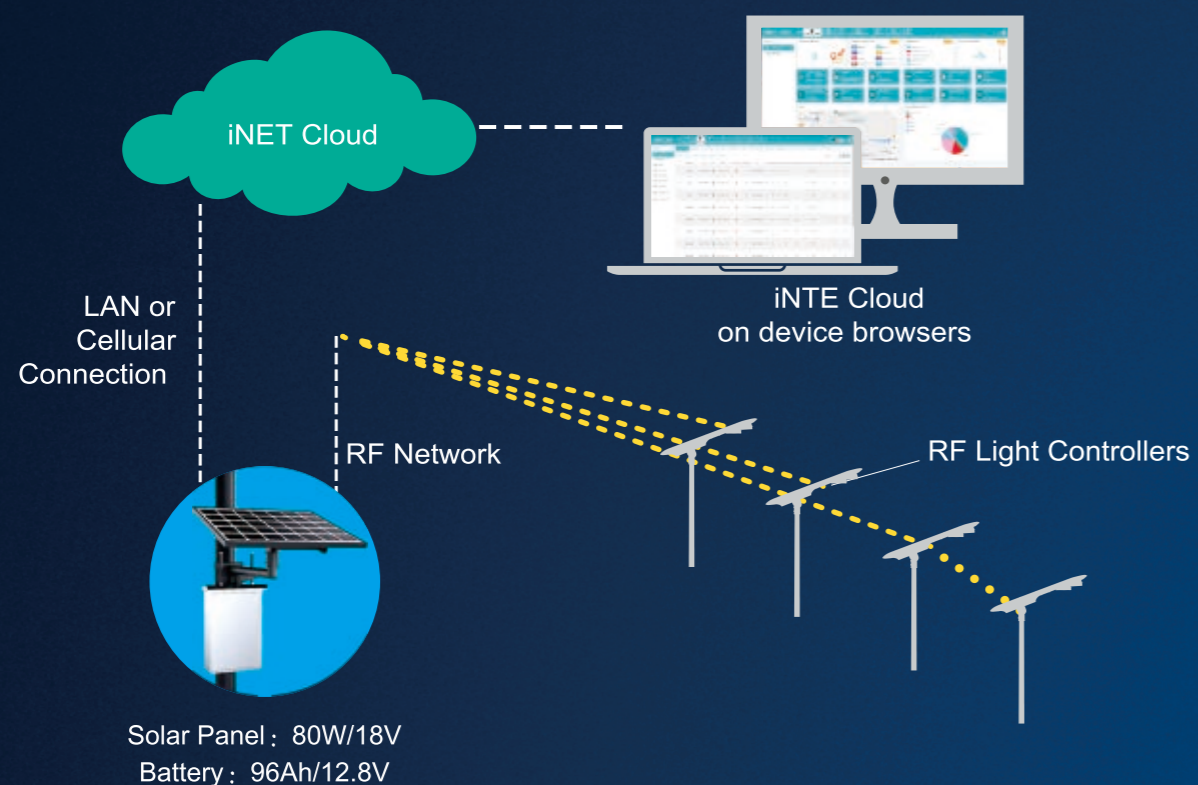 iNET Cloud
iNTE Cloud
on device browsers
LAN or
Cellular
Connection
RF Network
RF Light Controllers
Solar Panel：80W/18V
Battery：96Ah/12.8V